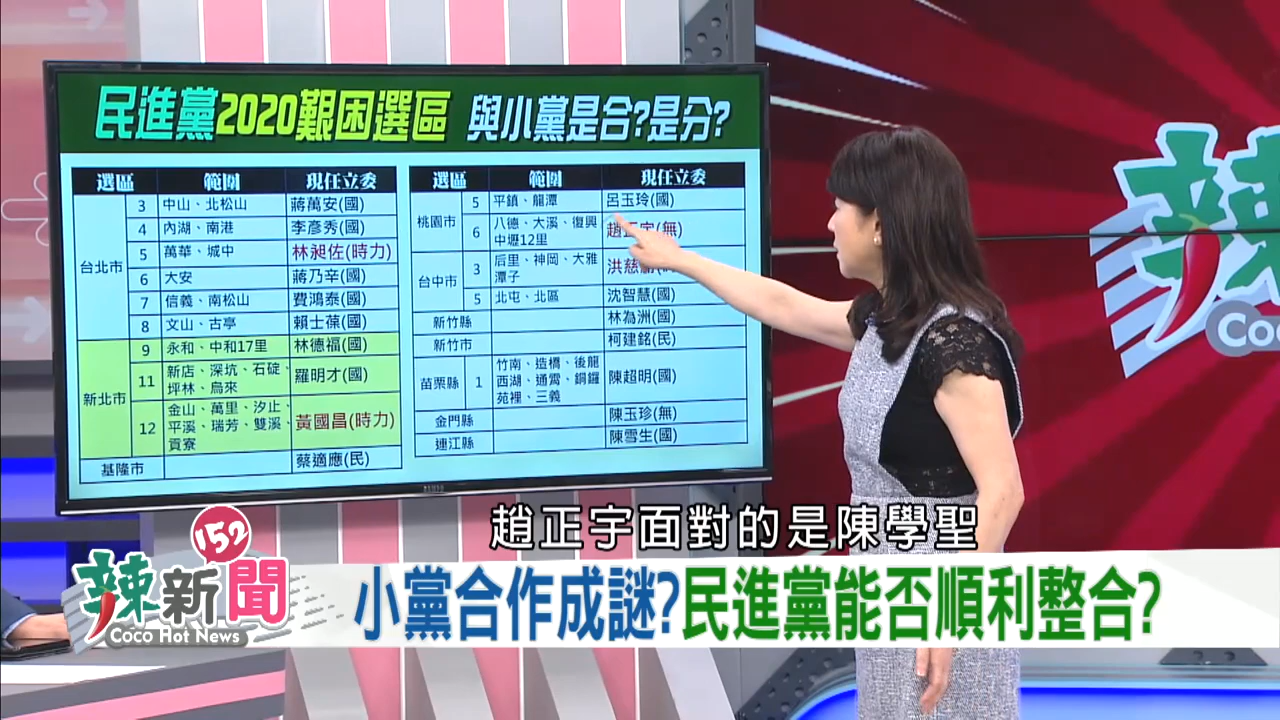 民進黨2020艱困選區 與小黨是合?是分?
選區 範圍 現任立委
台北市 3 中山、北松山 蔣萬安(國)
4 內湖、南港 李彥秀(國)
5 萬華、城中 林昶佐(時力)
6 大安 蔣乃辛(國)
7 信義、南松山 費鴻泰(國)
8 文山、古亭 賴士葆(國)
新北市 9 永和、中和17里 林德福(國)
11 新店、深坑、石碇、
坪林、烏來 羅明才(國)
12 金山、萬里、汐止、
平溪、瑞芳、雙溪、
貢寮 黃國昌(時力)
基隆市 蔡適應(民)
選區 範圍 現任立委
桃園市 5 平鎮、龍潭 呂玉玲(國)
6 八德、大溪、復興
中壢12里 趙正宇(無)
台中市 3 后里、神岡、大雅
潭子 洪慈
5 北屯、北區 沈智慧(國)
新竹縣 林為洲(國)
新竹市 柯建銘(民)
苗栗縣 1 竹南、造橋、後龍
西湖、通霄、銅鑼
苑裡、三義 陳超明(國)
金門縣 陳玉珍(無)
連江縣 陳雪生(國)
辣
Co
趙正宇面對的是陳學聖
152
辣新聞
Coco Hot News
小黨合作成謎?民進黨能否順利整合?